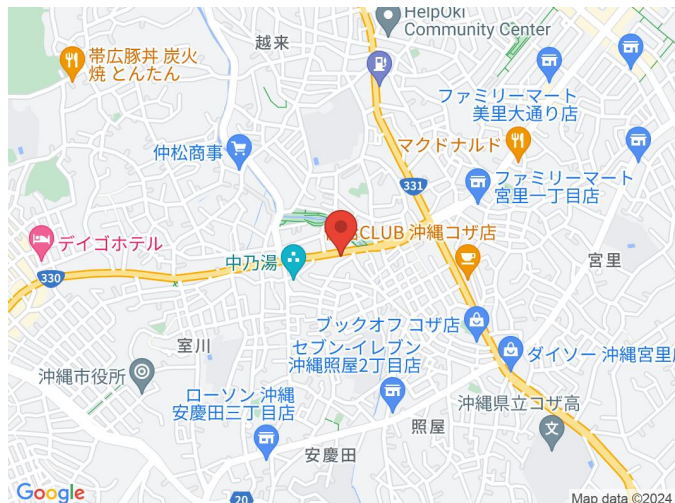 HelpOki
Community Center
越来
帯広豚丼 炭火
焼 とんたん
ファミリーマート
美里大通り店
仲松商事
マクドナルド
331
ファミリーマート
宮里一丁目店
CLUB 沖縄コザ店
デイゴホテル
中乃湯
330
宮里
ブックオフ コザ店
セブン-イレブン
沖縄照屋2丁目店
ダイソー 沖縄宮里店
室川
沖縄市役所
ローソン 沖縄
安慶田三丁目店
照屋
沖縄県立コザ高
文
安慶田
20
Google
Map data ©2024